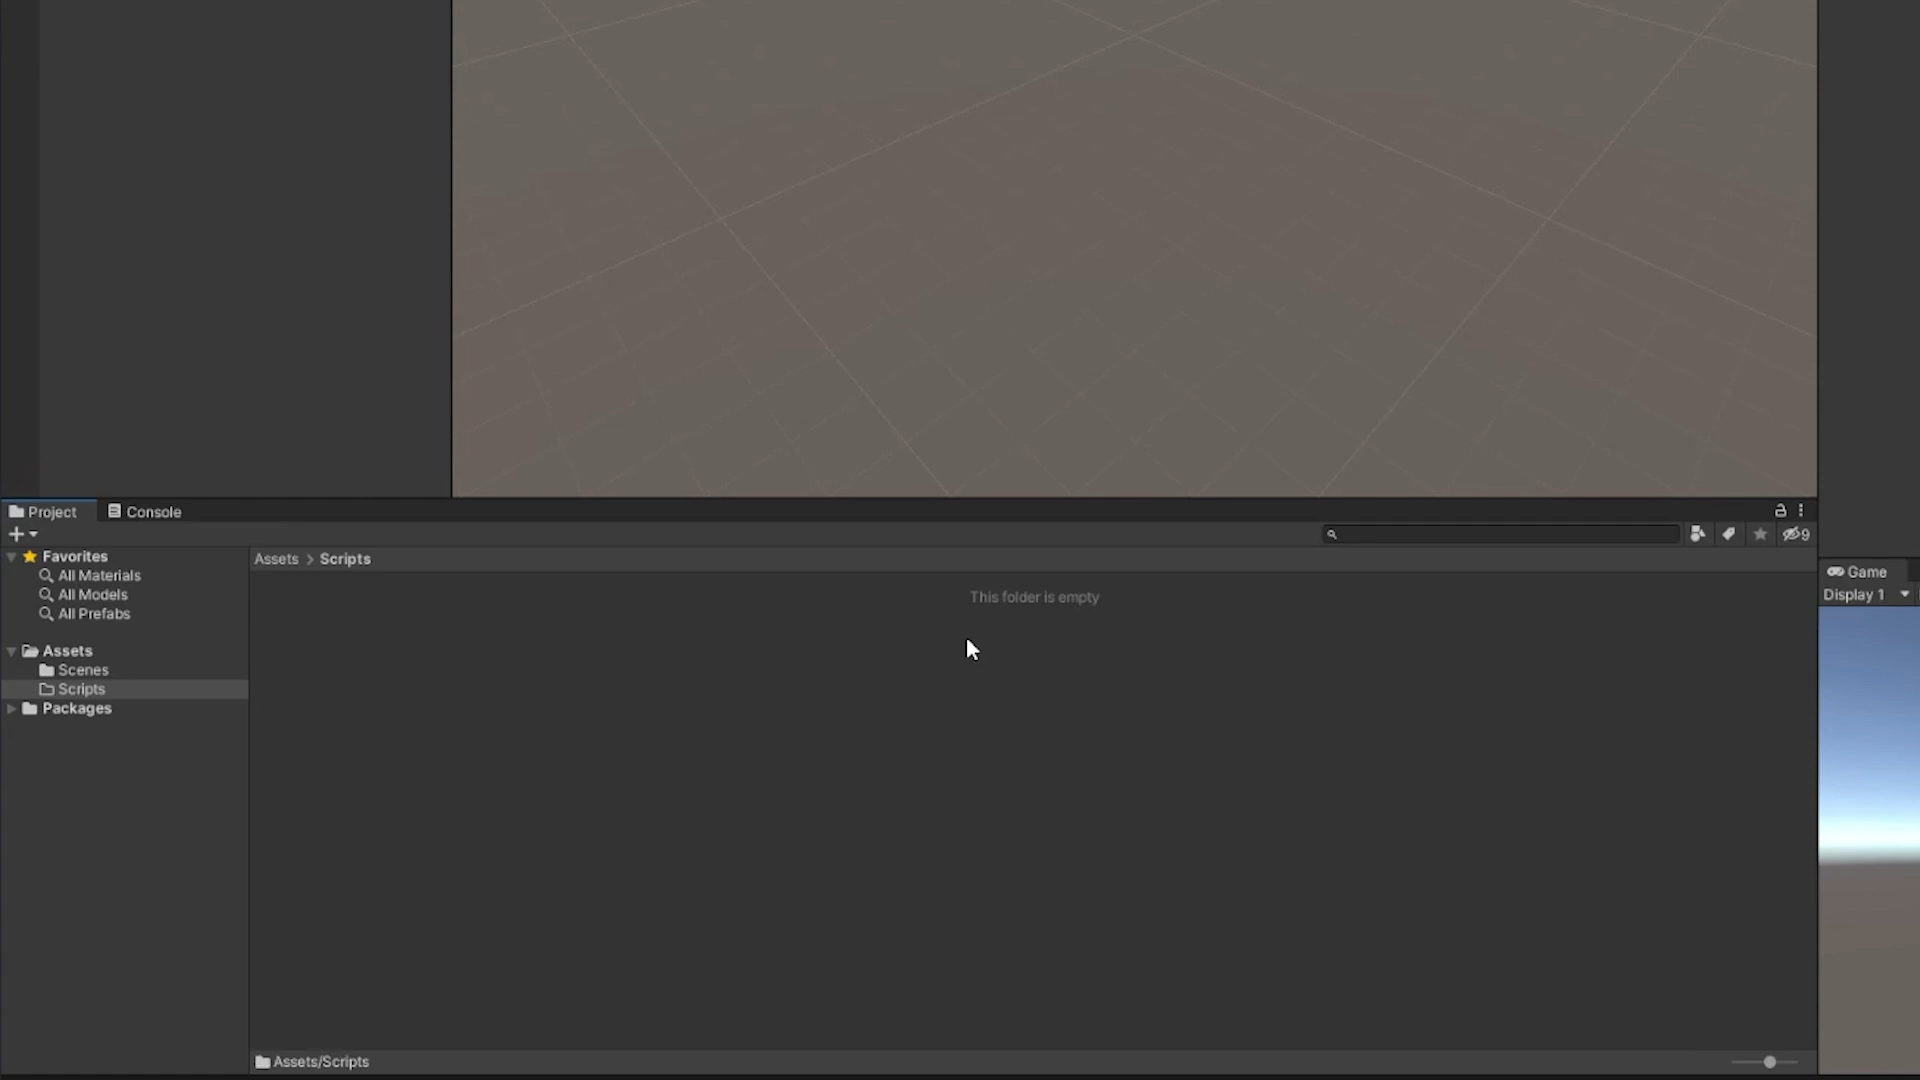 Project
Console
9
Favorites
All Materials
All Models
All Prefabs
Assets
Scenes
Scripts
Packages
Assets > Scripts
This folder is empty
Assets/Scripts
Game
Display 1